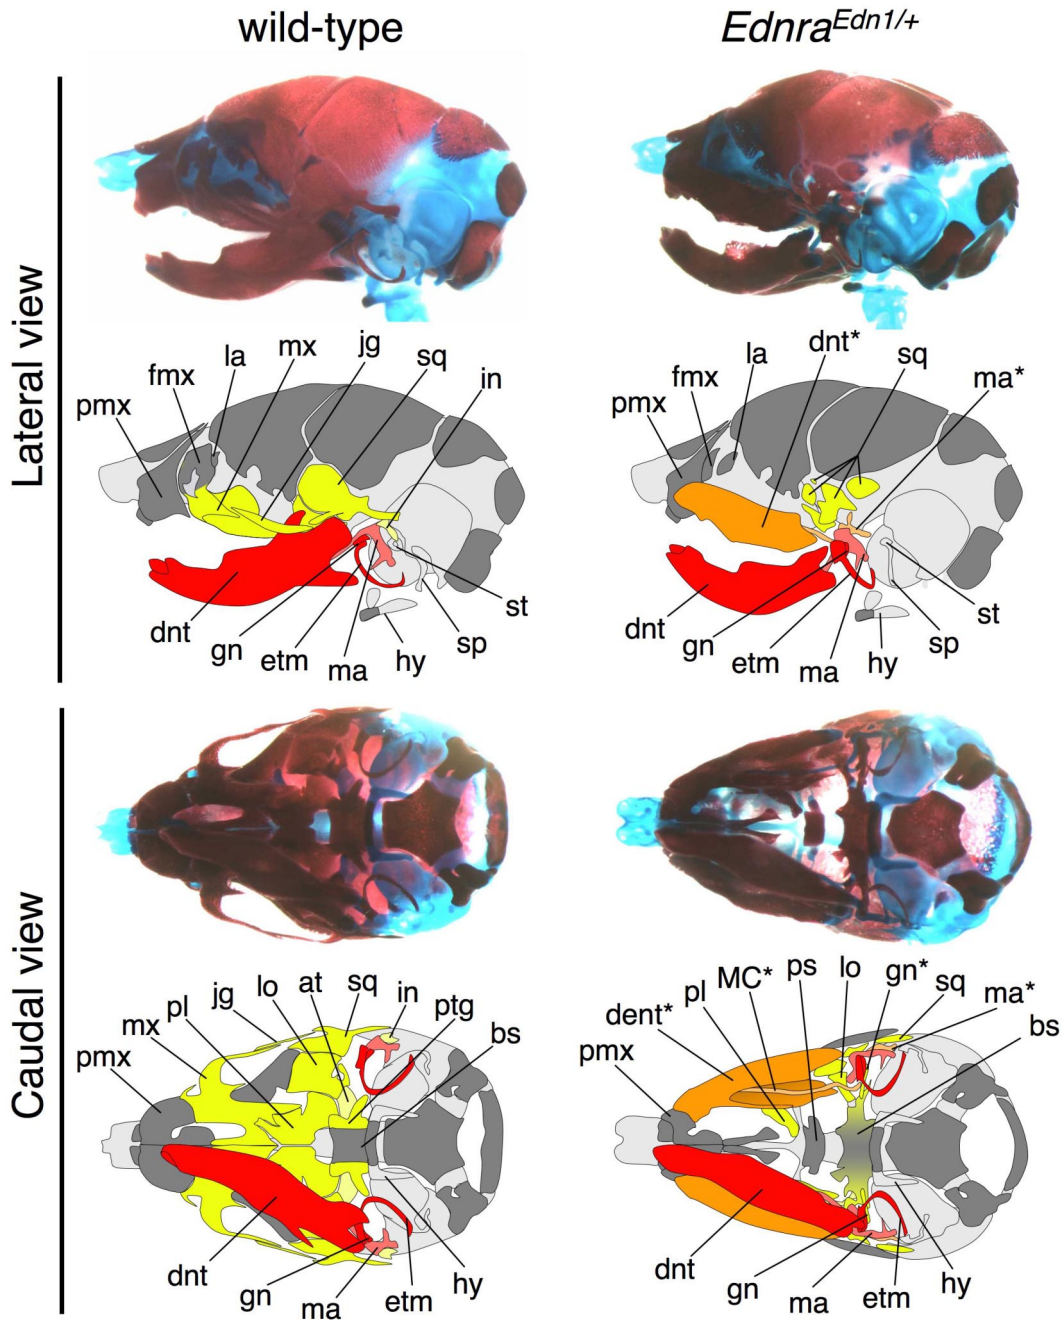 wild-type
Ednra^Edn1/+
Lateral view
pmx fmx la mx jg sq in
dnt gn etm ma hy sp st
pmx fmx la dnt* sq ma*
dnt gn etm ma hy sp st
Caudal view
pmx mx pl jg lo at sq in ptg bs
dnt gn ma etm hy
pmx dent* pl MC* ps lo gn* sq ma* bs
dnt gn ma etm hy